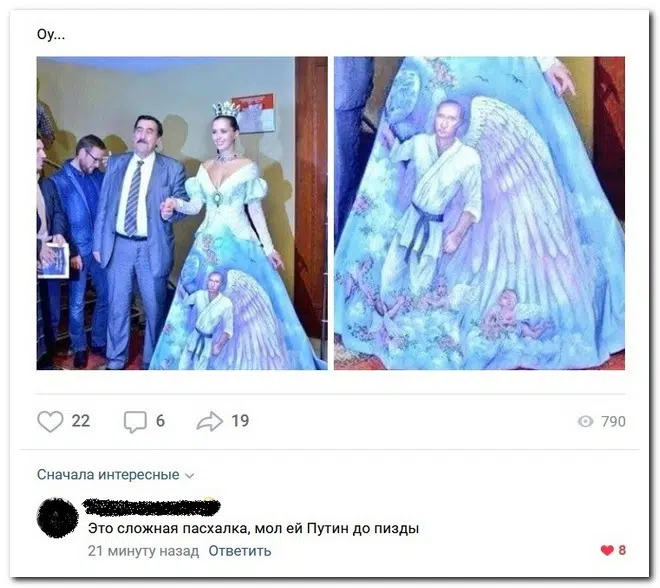 Оу...
22 6 19 790
Сначала интересные
Это сложная пасхалка, мол ей Путин до пизды
21 минуту назад Ответить 8